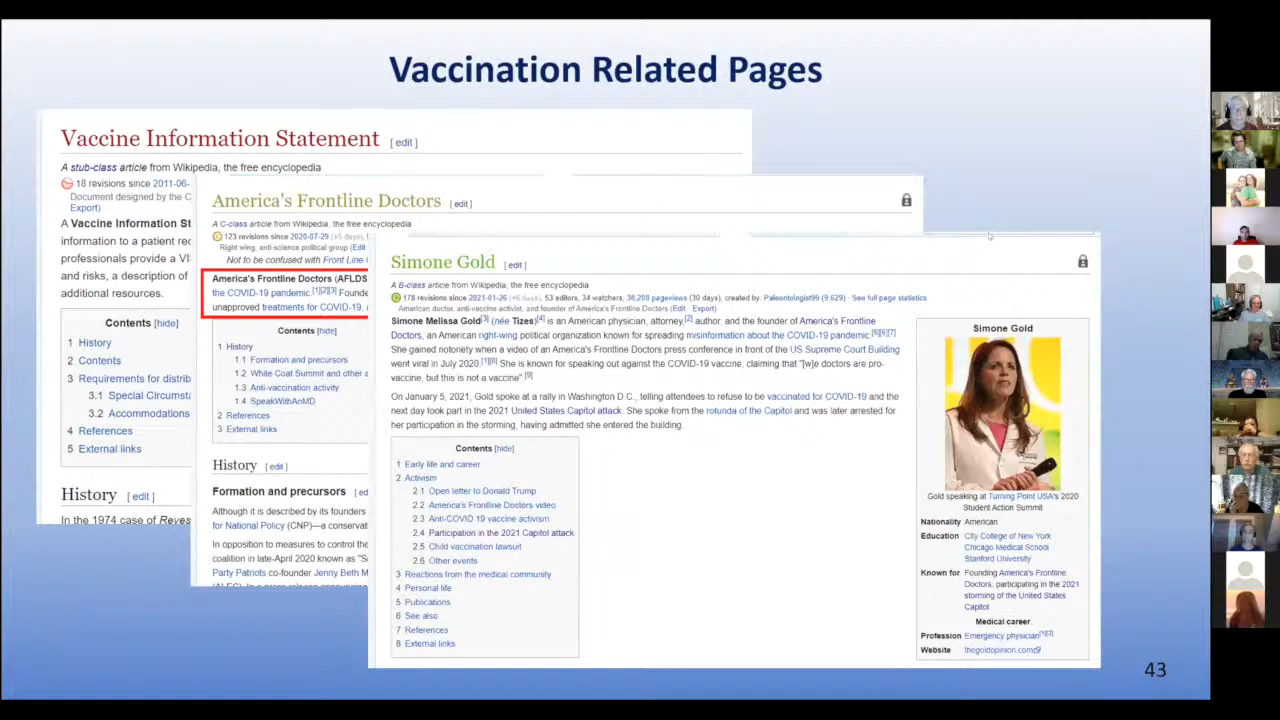 Vaccination Related Pages
Vaccine Information Statement [ edit ]
A stub-class article from Wikipedia, the free encyclopedia
18 revisions since 2011-06-
Document designed by the C
Export)
A Vaccine Information St
information to a patient rec
professionals provide a VI
and risks, a description of
additional resources.
Contents [hide]
1 History
2 Contents
3 Requirements for distrib
3.1 Special Circumsta
3.2 Accommodations
4 References
5 External links
History [ edit ]
In the 1974 case of Reyes
America's Frontline Doctors [ edit ]
A C-class article from Wikipedia, the free encyclopedia
123 revisions since 2020-07-29 (+5 days),
Right wing, anti-science political group (Edit
Not to be confused with Front Line
America's Frontline Doctors (AFLDS
the COVID-19 pandemic.[1][2][3] Founde
unapproved treatments for COVID-19,
Contents [hide]
1 History
1.1 Formation and precursors
1.2 White Coat Summit and other a
1.3 Anti-vaccination activity
1.4 SpeakWithAnMD
2 References
3 External links
History [ edit ]
Formation and precursors [ ed
Although it is described by its founders
for National Policy (CNP)—a conservat
In opposition to measures to control the
coalition in late-April 2020 known as "S
Party Patriots co-founder Jenny Beth M
Simone Gold [ edit ]
A B-class article from Wikipedia, the free encyclopedia
178 revisions since 2021-01-26 (+6 days), 53 editors, 34 watchers, 38,208 pageviews (30 days), created by: Paleontologist99 (9,629) · See full page statistics
American doctor, anti-vaccine activist, and founder of America's Frontline Doctors (Edit · Export)
Simone Melissa Gold[3] (née Tizes)[4] is an American physician, attorney,[2] author, and the founder of America's Frontline
Doctors, an American right-wing political organization known for spreading misinformation about the COVID-19 pandemic.[5][6][7]
She gained notoriety when a video of an America's Frontline Doctors press conference in front of the US Supreme Court Building
went viral in July 2020.[1][8] She is known for speaking out against the COVID-19 vaccine, claiming that "[w]e doctors are pro-
vaccine, but this is not a vaccine".[9]
On January 5, 2021, Gold spoke at a rally in Washington D.C., telling attendees to refuse to be vaccinated for COVID-19 and the
next day took part in the 2021 United States Capitol attack. She spoke from the rotunda of the Capitol and was later arrested for
her participation in the storming, having admitted she entered the building.
Contents [hide]
1 Early life and career
2 Activism
2.1 Open letter to Donald Trump
2.2 America's Frontline Doctors video
2.3 Anti-COVID 19 vaccine activism
2.4 Participation in the 2021 Capitol attack
2.5 Child vaccination lawsuit
2.6 Other events
3 Reactions from the medical community
4 Personal life
5 Publications
6 See also
7 References
8 External links
Simone Gold
Gold speaking at Turning Point USA's 2020
Student Action Summit
Nationality American
Education City College of New York
Chicago Medical School
Stanford University
Known for Founding America's Frontline
Doctors, participating in the 2021
storming of the United States
Capitol
Medical career
Profession Emergency physician[1][2]
Website thegoldopinion.com
43